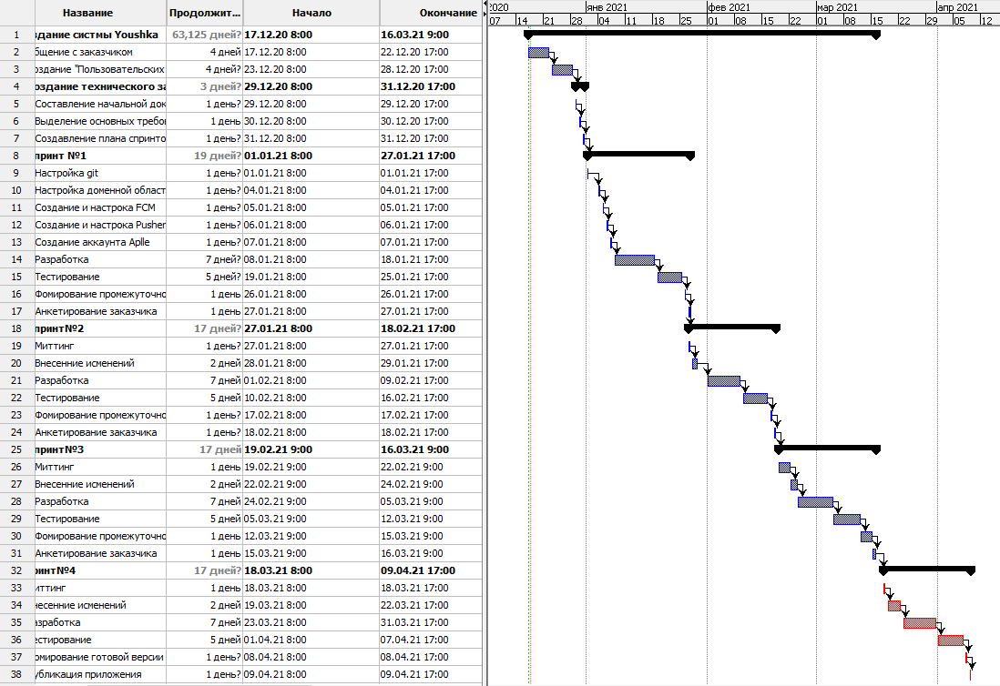 Название Продолжит... Начало Окончание
2020 янв 2021 фев 2021 мар 2021 апр 2021
07 14 21 28 04 11 18 25 01 08 15 22 01 08 15 22 29 05 12
1 здание систмы Youshka 63,125 дней? 17.12.20 8:00 16.03.21 9:00
2 бщение с заказчиком 4 дней 17.12.20 8:00 22.12.20 17:00
3 оздание "Пользовательских 4 дней? 23.12.20 8:00 28.12.20 17:00
4 оздание технического за 3 дней? 29.12.20 8:00 31.12.20 17:00
5 Составление начальной док 1 день? 29.12.20 8:00 29.12.20 17:00
6 Выделение основных требо 1 день 30.12.20 8:00 30.12.20 17:00
7 Создавление плана спринто 1 день? 31.12.20 8:00 31.12.20 17:00
8 принт №1 19 дней? 01.01.21 8:00 27.01.21 17:00
9 Настройка git 1 день? 01.01.21 8:00 01.01.21 17:00
10 Настройка доменной област 1 день? 04.01.21 8:00 04.01.21 17:00
11 Создание и настрока FCM 1 день? 05.01.21 8:00 05.01.21 17:00
12 Создание и настрока Pusher 1 день? 06.01.21 8:00 06.01.21 17:00
13 Создание аккаунта Aplle 1 день? 07.01.21 8:00 07.01.21 17:00
14 Разработка 7 дней? 08.01.21 8:00 18.01.21 17:00
15 Тестирование 5 дней? 19.01.21 8:00 25.01.21 17:00
16 Фомирование промежуточно 1 день 26.01.21 8:00 26.01.21 17:00
17 Анкетирование заказчика 1 день 27.01.21 8:00 27.01.21 17:00
18 принт№2 17 дней? 27.01.21 8:00 18.02.21 17:00
19 Миттинг 1 день? 27.01.21 8:00 27.01.21 17:00
20 Внесенние исменений 2 дней 28.01.21 8:00 29.01.21 17:00
21 Разработка 7 дней 01.02.21 8:00 09.02.21 17:00
22 Тестирование 5 дней 10.02.21 8:00 16.02.21 17:00
23 Фомирование промежуточно 1 день? 17.02.21 8:00 17.02.21 17:00
24 Анкетирование заказчика 1 день? 18.02.21 8:00 18.02.21 17:00
25 принт№3 17 дней 19.02.21 9:00 16.03.21 9:00
26 Миттинг 1 день 19.02.21 9:00 22.02.21 9:00
27 Внесенние исменений 2 дней 22.02.21 9:00 24.02.21 9:00
28 Разработка 7 дней 24.02.21 9:00 05.03.21 9:00
29 Тестирование 5 дней 05.03.21 9:00 12.03.21 9:00
30 Фомирование промежуточно 1 день 12.03.21 9:00 15.03.21 9:00
31 Анкетирование заказчика 1 день 15.03.21 9:00 16.03.21 9:00
32 ринт№4 17 дней? 18.03.21 8:00 09.04.21 17:00
33 иттинг 1 день 18.03.21 8:00 18.03.21 17:00
34 несенние исменений 2 дней 19.03.21 8:00 22.03.21 17:00
35 азработка 7 дней 23.03.21 8:00 31.03.21 17:00
36 естирование 5 дней 01.04.21 8:00 07.04.21 17:00
37 омирование готовой версии 1 день? 08.04.21 8:00 08.04.21 17:00
38 убликация приложения 1 день? 09.04.21 8:00 09.04.21 17:00